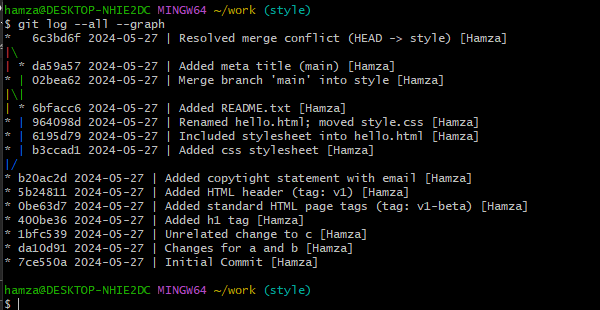 hamza@DESKTOP-NHIE2DC MINGW64 ~/work (style)
$ git log --all --graph
*   6c3bd6f 2024-05-27 | Resolved merge conflict (HEAD -> style) [Hamza]
|\
| * da59a57 2024-05-27 | Added meta title (main) [Hamza]
* | 02bea62 2024-05-27 | Merge branch 'main' into style [Hamza]
|\|
| * 6bfacc6 2024-05-27 | Added README.txt [Hamza]
* | 964098d 2024-05-27 | Renamed hello.html; moved style.css [Hamza]
* | 6195d79 2024-05-27 | Included stylesheet into hello.html [Hamza]
* | b3ccad1 2024-05-27 | Added css stylesheet [Hamza]
|/
* b20ac2d 2024-05-27 | Added copytight statement with email [Hamza]
* 5b24811 2024-05-27 | Added HTML header (tag: v1) [Hamza]
* 0be63d7 2024-05-27 | Added standard HTML page tags (tag: v1-beta) [Hamza]
* 400be36 2024-05-27 | Added h1 tag [Hamza]
* 1bfc539 2024-05-27 | Unrelated change to c [Hamza]
* da10d91 2024-05-27 | Changes for a and b [Hamza]
* 7ce550a 2024-05-27 | Initial Commit [Hamza]
hamza@DESKTOP-NHIE2DC MINGW64 ~/work (style)
$